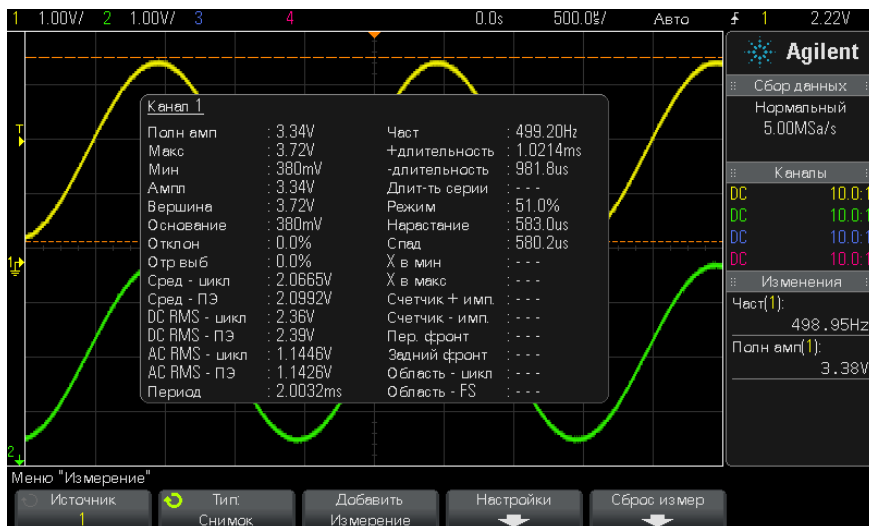 1 1.00V/ 2 1.00V/ 3 4 0.0s 500.0㎲/ Авто 1 2.22V
Agilent
Сбор данных
Нормальный
5.00MSa/s
Каналы
DC 10.0:1
DC 10.0:1
DC 10.0:1
DC 10.0:1
Изменения
Част(1):
498.95Hz
Полн амп(1):
3.38V
T
1
2
Канал 1
Полн амп : 3.34V Част : 499.20Hz
Макс : 3.72V +длительность : 1.0214ms
Мин : 380mV -длительность : 981.8us
Ампл : 3.34V Длит-ть серии : - - -
Вершина : 3.72V Режим : 51.0%
Основание : 380mV Нарастание : 583.0us
Отклон : 0.0% Спад : 580.2us
Отр выб : 0.0% X в мин : - - -
Сред - цикл : 2.0665V X в макс : - - -
Сред - ПЭ : 2.0992V Счетчик + имп. : - - -
DC RMS - цикл : 2.36V Счетчик - имп. : - - -
DC RMS - ПЭ : 2.39V Пер. фронт : - - -
AC RMS - цикл : 1.1446V Задний фронт : - - -
AC RMS - ПЭ : 1.1426V Область - цикл : - - -
Период : 2.0032ms Область - FS : - - -
Меню "Измерение"
Источник Тип: Добавить Настройки Сброс измер
1 Снимок Измерение